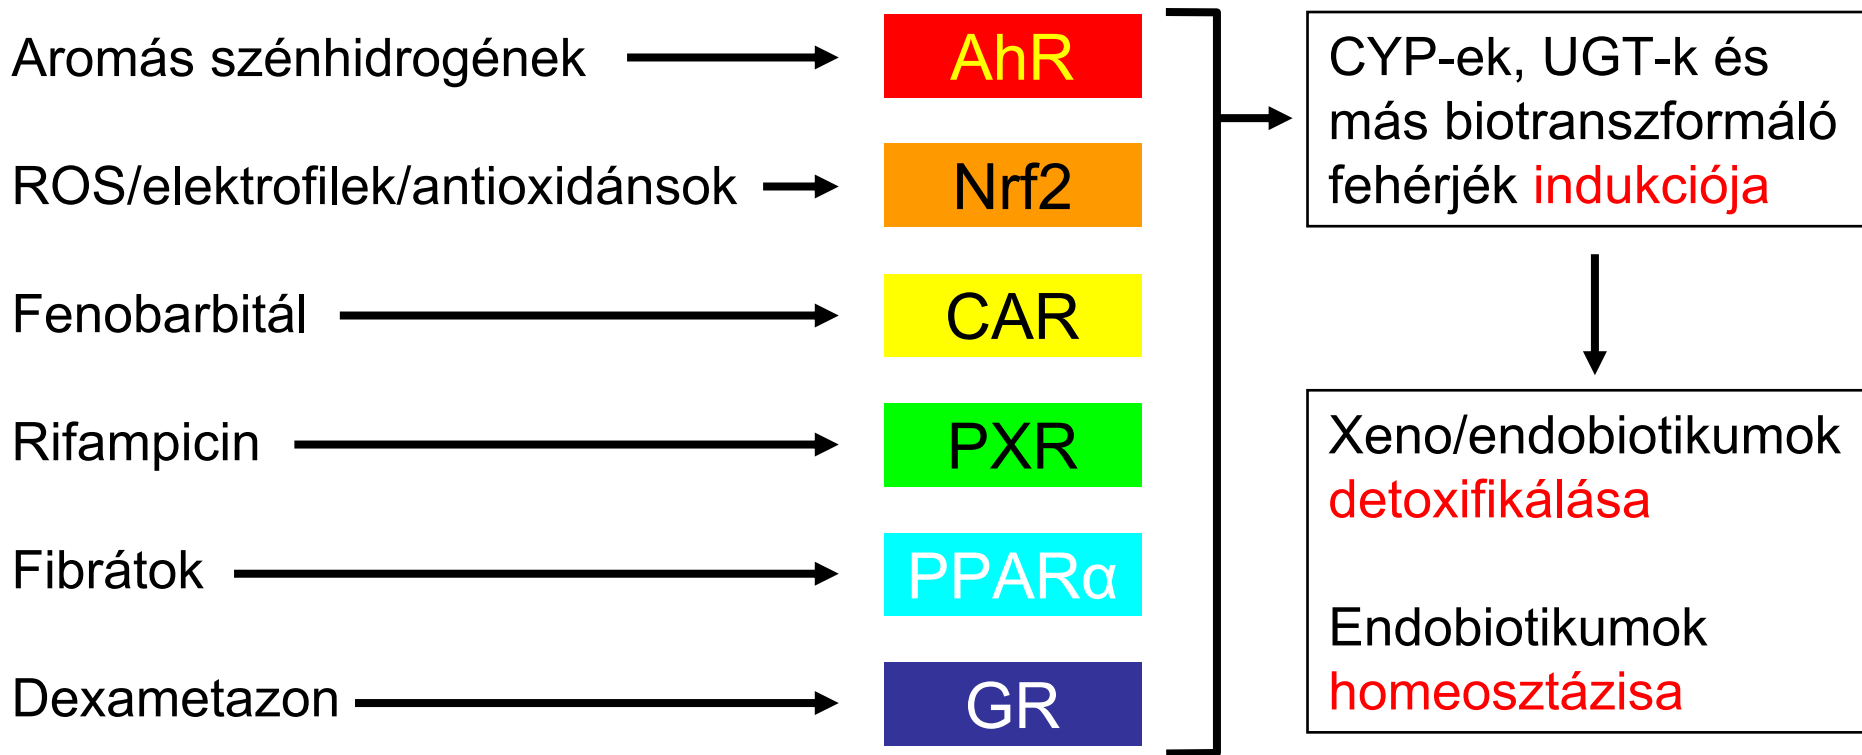 Aromás szénhidrogének
AhR
ROS/elektrofilek/antioxidánsok
Nrf2
Fenobarbitál
CAR
Rifampicin
PXR
Fibrátok
PPARα
Dexametazon
GR
CYP-ek, UGT-k és
más biotranszformáló
fehérjék indukciója
Xeno/endobiotikumok
detoxifikálása
Endobiotikumok
homeosztázisa